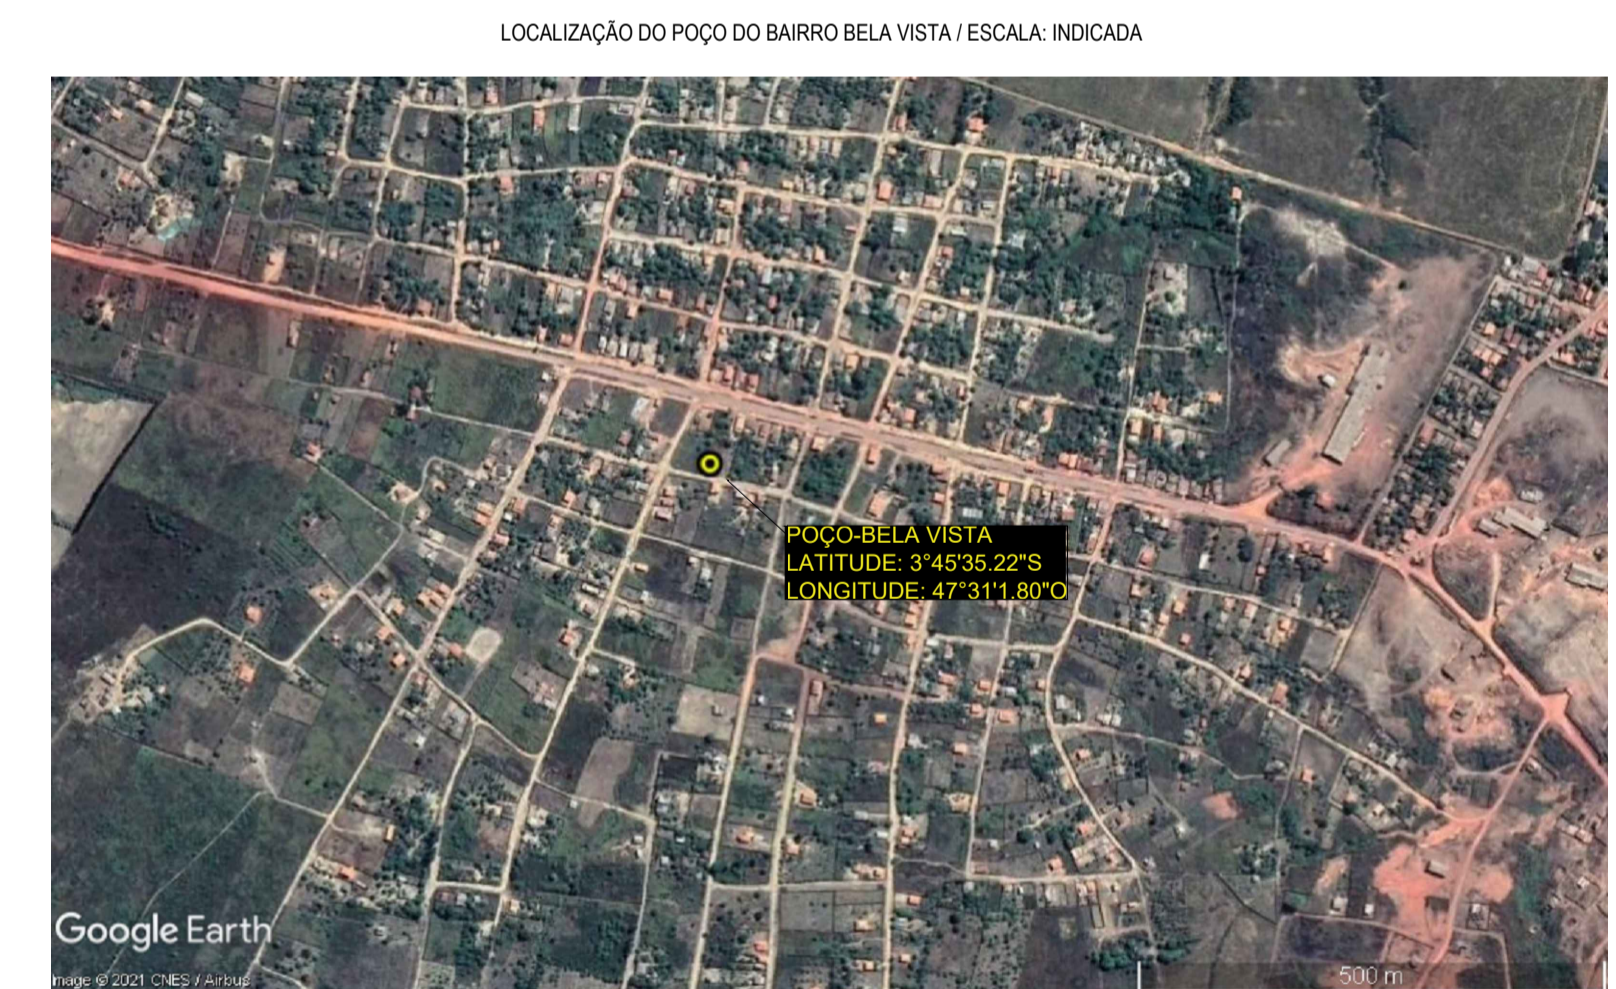 LOCALIZAÇÃO DO POÇO DO BAIRRO BELA VISTA / ESCALA: INDICADA
POÇO-BELA VISTA
LATITUDE: 3°45'35.22"S
LONGITUDE: 47°31'1.80"O
Google Earth
Image © 2021 CNES / Airbus
500 m